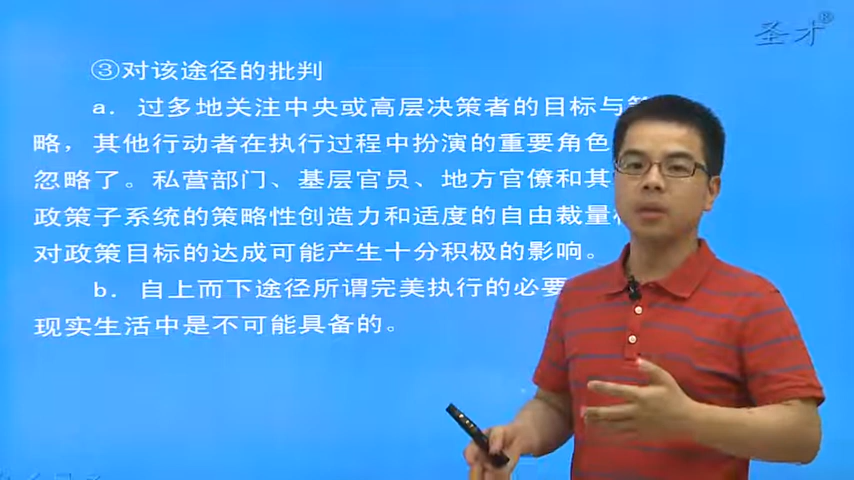 圣才®
③对该途径的批判
a. 过多地关注中央或高层决策者的目标与
略，其他行动者在执行过程中扮演的重要角色
忽略了。私营部门、基层官员、地方官僚和其
政策子系统的策略性创造力和适度的自由裁量
对政策目标的达成可能产生十分积极的影响。
b. 自上而下途径所谓完美执行的必要
现实生活中是不可能具备的。